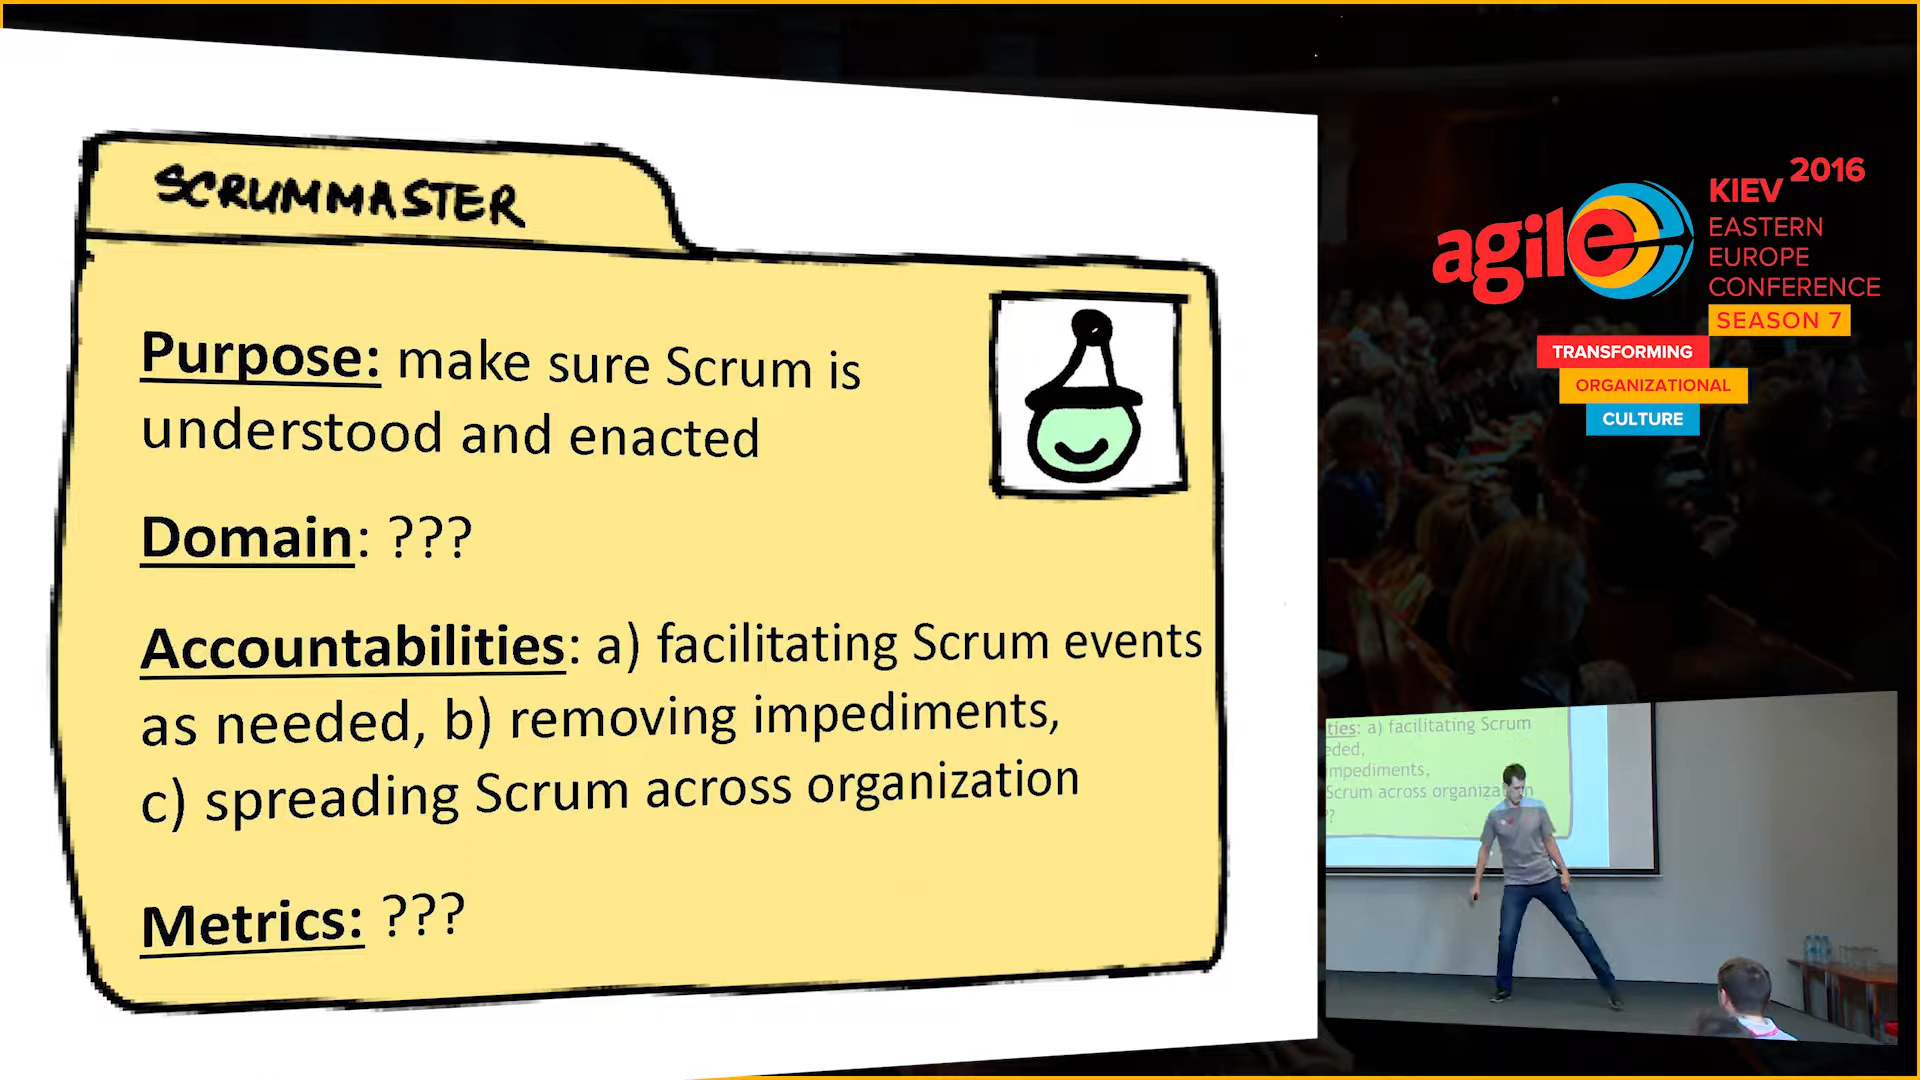 SCRUMMASTER
Purpose: make sure Scrum is
understood and enacted
Domain: ???
Accountabilities: a) facilitating Scrum events
as needed, b) removing impediments,
c) spreading Scrum across organization
Metrics: ???
agile
KIEV 2016
EASTERN
EUROPE
CONFERENCE
SEASON 7
TRANSFORMING
ORGANIZATIONAL
CULTURE
ties: a) facilitating Scrum
eded,
mpediments,
Scrum across organization
?